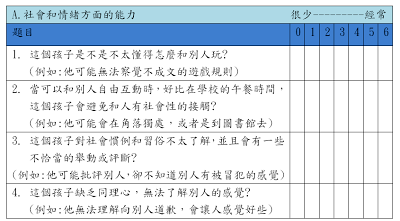 A.社會和情緒方面的能力 很少---------經常
題目 0 1 2 3 4 5 6
1. 這個孩子是不是不太懂得怎麼和別人玩?
(例如:他可能無法察覺不成文的遊戲規則)
2. 當可以和別人自由互動時,好比在學校的午餐時間,
這個孩子會避免和人有社會性的接觸?
(例如:他可能會在角落獨處,或者是到圖書館去)
3. 這個孩子對社會慣例和習俗不太了解,並且會有一些
不恰當的舉動或評斷?
(例如:他可能批評別人,卻不知道別人有被冒犯的感覺)
4. 這個孩子缺乏同理心,無法了解別人的感覺?
(例如:他無法理解向別人道歉,會讓人感覺好些)